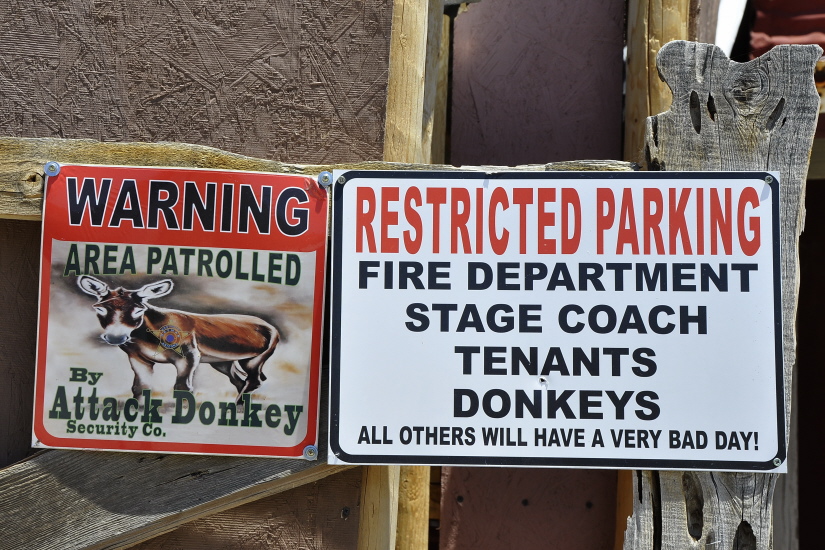 WARNING
AREA PATROLLED
By
Attack Donkey
Security Co.
RESTRICTED PARKING
FIRE DEPARTMENT
STAGE COACH
TENANTS
DONKEYS
ALL OTHERS WILL HAVE A VERY BAD DAY!